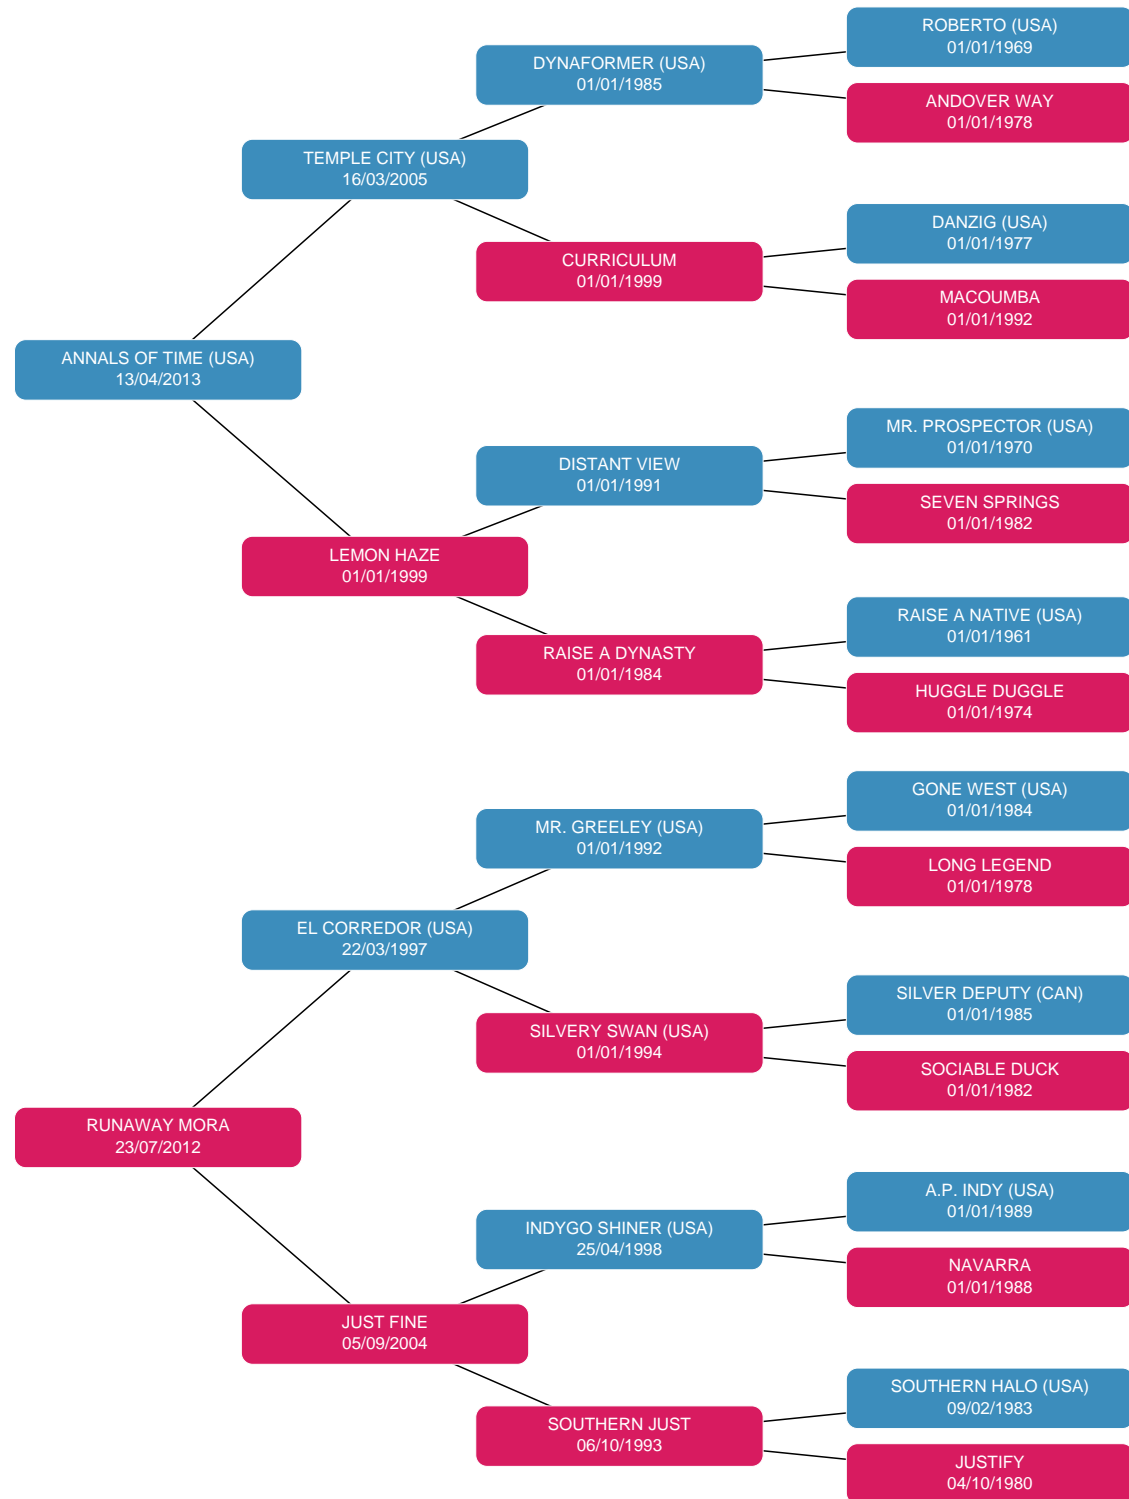 ROBERTO (USA)
01/01/1969
DYNAFORMER (USA)
01/01/1985
ANDOVER WAY
01/01/1978
TEMPLE CITY (USA)
16/03/2005
DANZIG (USA)
01/01/1977
CURRICULUM
01/01/1999
MACOUMBA
01/01/1992
ANNALS OF TIME (USA)
13/04/2013
MR. PROSPECTOR (USA)
01/01/1970
DISTANT VIEW
01/01/1991
SEVEN SPRINGS
01/01/1982
LEMON HAZE
01/01/1999
RAISE A NATIVE (USA)
01/01/1961
RAISE A DYNASTY
01/01/1984
HUGGLE DUGGLE
01/01/1974
GONE WEST (USA)
01/01/1984
MR. GREELEY (USA)
01/01/1992
LONG LEGEND
01/01/1978
EL CORREDOR (USA)
22/03/1997
SILVER DEPUTY (CAN)
01/01/1985
SILVERY SWAN (USA)
01/01/1994
SOCIABLE DUCK
01/01/1982
RUNAWAY MORA
23/07/2012
A.P. INDY (USA)
01/01/1989
INDYGO SHINER (USA)
25/04/1998
NAVARRA
01/01/1988
JUST FINE
05/09/2004
SOUTHERN HALO (USA)
09/02/1983
SOUTHERN JUST
06/10/1993
JUSTIFY
04/10/1980